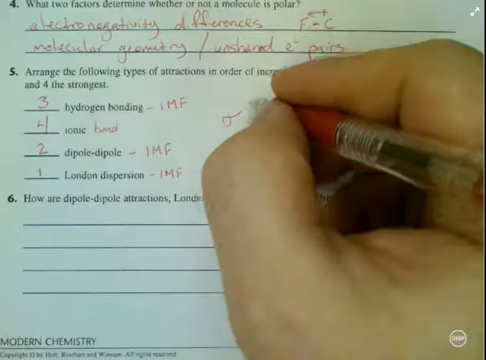 4. What two factors determine whether or not a molecule is polar?
electronegativity differences F - C
molecular geometry / unshared e⁻ pairs
5. Arrange the following types of attractions in order of
and 4 the strongest.
3 hydrogen bonding - IMF
4 ionic bond
2 dipole-dipole - IMF
1 London dispersion - IMF
6. How are dipole-dipole attractions,
MODERN CHEMISTRY
Copyright © by Holt, Rinehart and Winston. All rights reserved.
σ